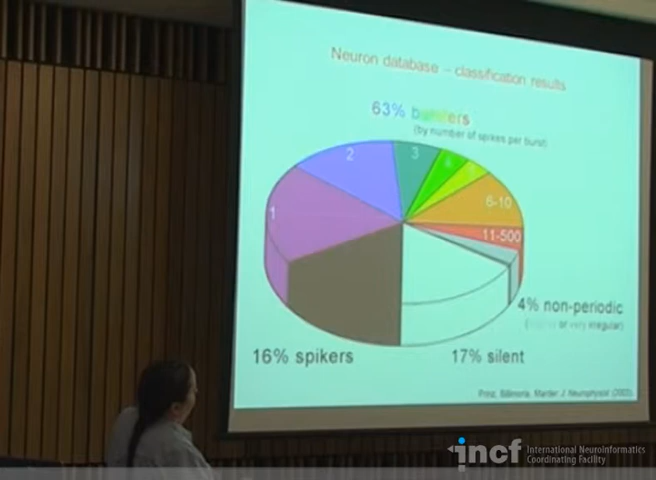 Neuron database – classification results
63% bursters
(by number of spikes per burst)
1
2
3
6-10
11-500
4% non-periodic
or very irregular)
16% spikers
17% silent
Prinz, Billimoria, Marder J. Neurophysiol (2003)
incf International Neuroinformatics
Coordinating Facility